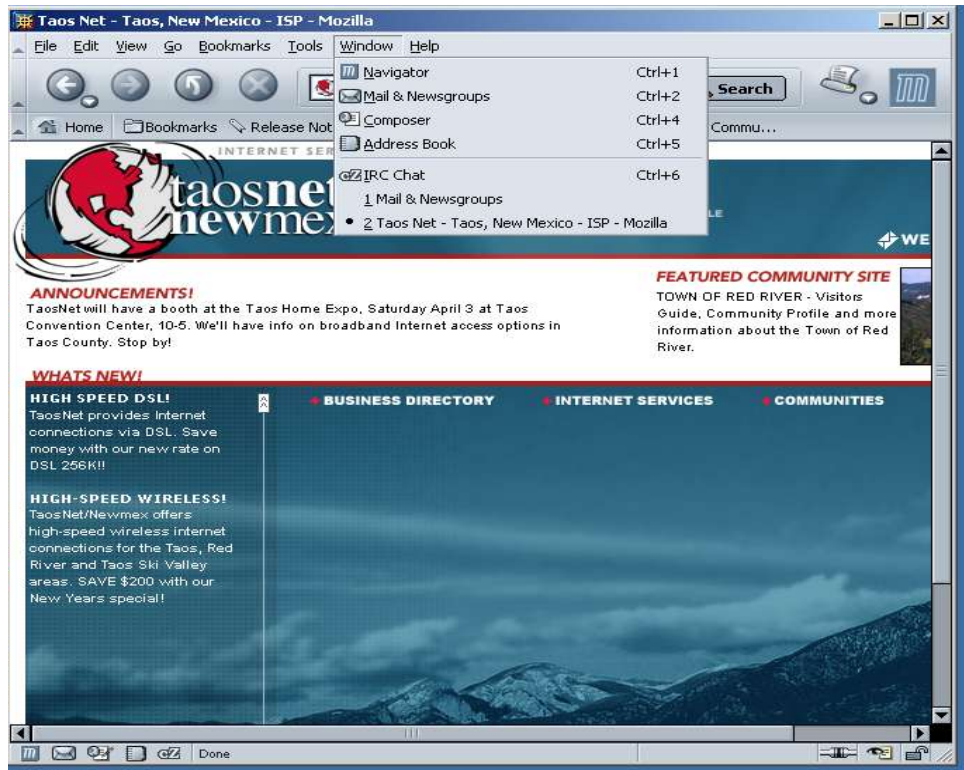 Taos Net - Taos, New Mexico - ISP - Mozilla
File Edit View Go Bookmarks Tools Window Help
Navigator Ctrl+1
Mail & Newsgroups Ctrl+2
Composer Ctrl+4
Address Book Ctrl+5
IRC Chat Ctrl+6
1 Mail & Newsgroups
2 Taos Net - Taos, New Mexico - ISP - Mozilla
Search
Home Bookmarks Release Not Commu...
INTERNET SER
taosnet
newmex
LE
WE
ANNOUNCEMENTS!
TaosNet will have a booth at the Taos Home Expo, Saturday April 3 at Taos
Convention Center, 10-5. We'll have info on broadband Internet access options in
Taos County. Stop by!
FEATURED COMMUNITY SITE
TOWN OF RED RIVER - Visitors
Guide, Community Profile and more
information about the Town of Red
River.
WHATS NEW!
HIGH SPEED DSL!
TaosNet provides Internet
connections via DSL. Save
money with our new rate on
DSL 256K!!
HIGH-SPEED WIRELESS!
TaosNet/Newmex offers
high-speed wireless internet
connections for the Taos, Red
River and Taos Ski Valley
areas. SAVE $200 with our
New Years special!
BUSINESS DIRECTORY INTERNET SERVICES COMMUNITIES
Done